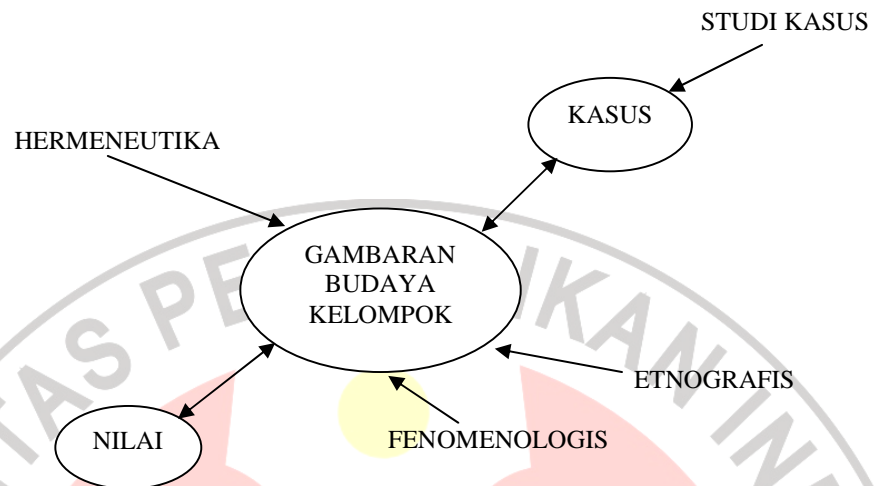 STUDI KASUS
KASUS
HERMENEUTIKA
GAMBARAN
BUDAYA
KELOMPOK
ETNOGRAFIS
NILAI
FENOMENOLOGIS